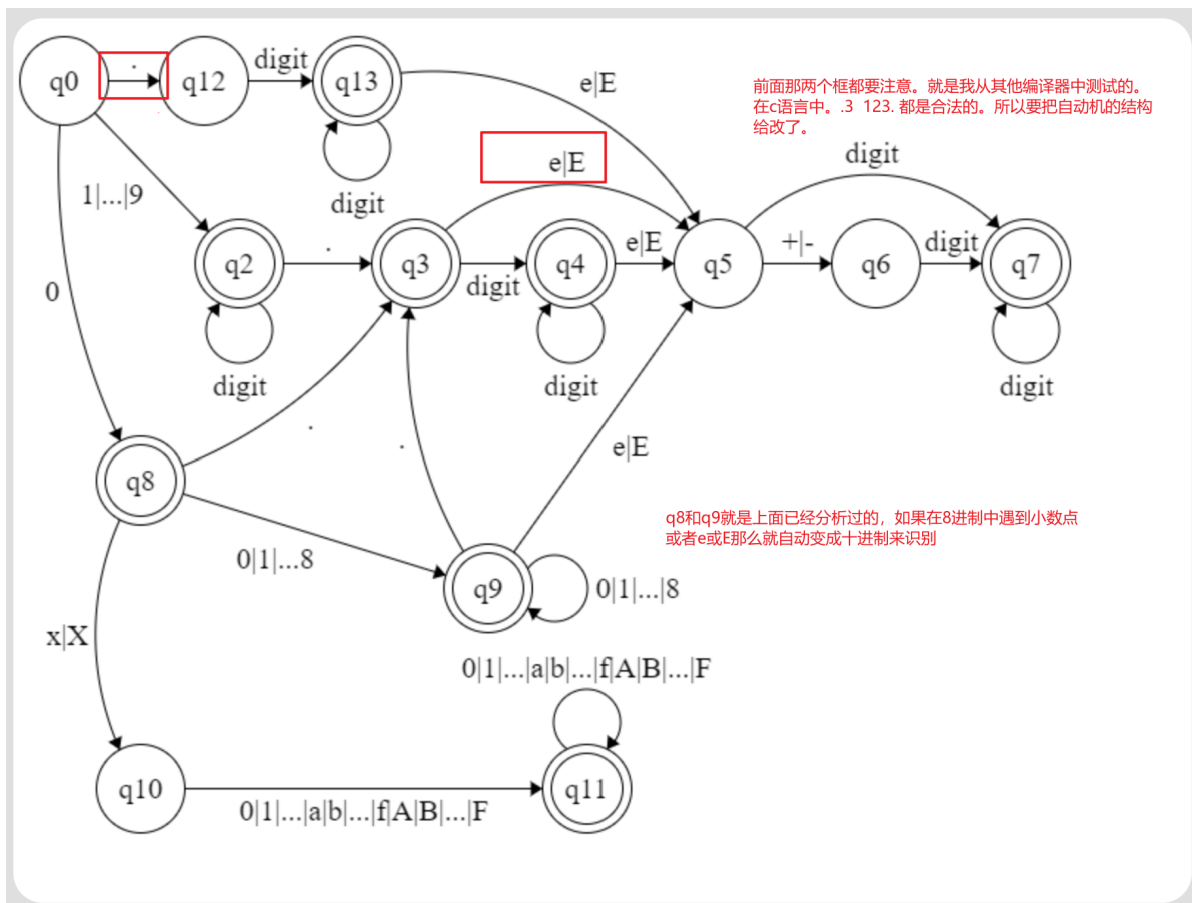 q0
.
q12
digit
q13
e|E
digit
前面那两个框都要注意。就是我从其他编译器中测试的。
在c语言中。.3 123. 都是合法的。所以要把自动机的结构
给改了。
1|...|9
e|E
digit
0
q2
.
q3
digit
q4
e|E
q5
+|-
q6
digit
q7
digit
digit
digit
.
.
e|E
q8
0|1|...8
q9
0|1|...|8
q8和q9就是上面已经分析过的，如果在8进制中遇到小数点
或者e或E那么就自动变成十进制来识别
x|X
0|1|...|a|b|...|f|A|B|...|F
q10
0|1|...|a|b|...|f|A|B|...|F
q11